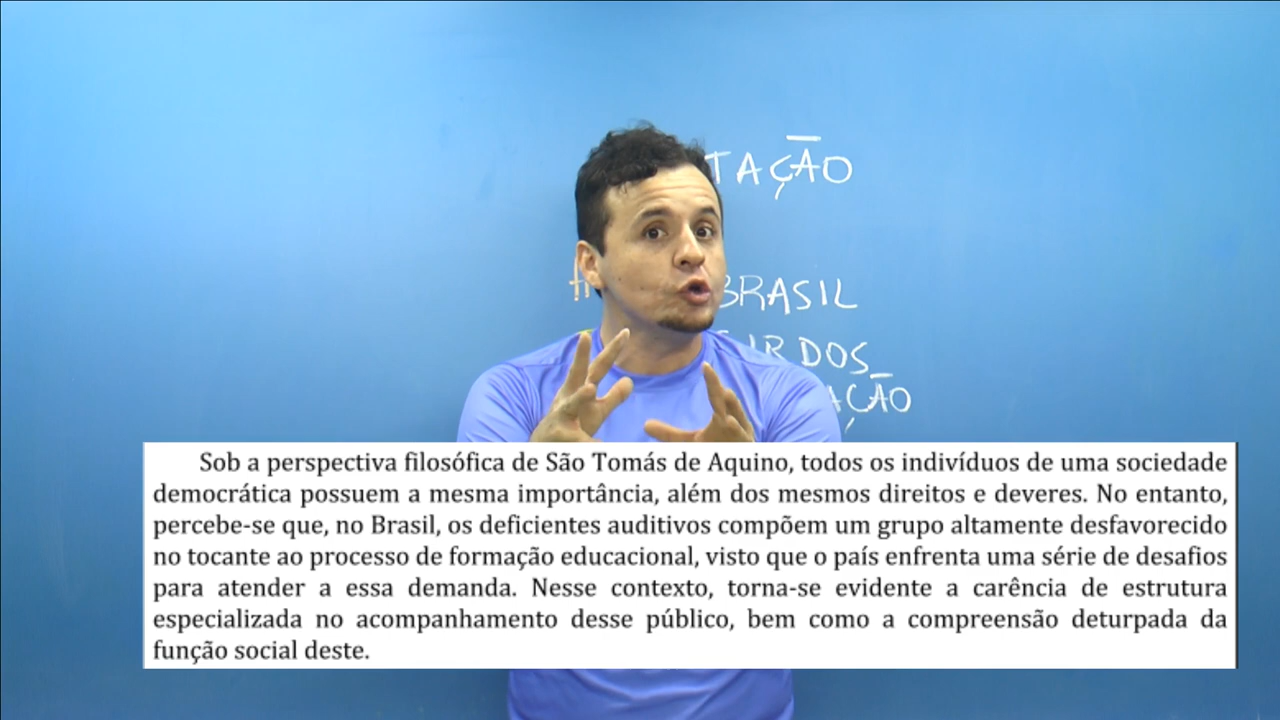 TAÇÃO
BRASIL
DOS
AÇÃO
Sob a perspectiva filosófica de São Tomás de Aquino, todos os indivíduos de uma sociedade
democrática possuem a mesma importância, além dos mesmos direitos e deveres. No entanto,
percebe-se que, no Brasil, os deficientes auditivos compõem um grupo altamente desfavorecido
no tocante ao processo de formação educacional, visto que o país enfrenta uma série de desafios
para atender a essa demanda. Nesse contexto, torna-se evidente a carência de estrutura
especializada no acompanhamento desse público, bem como a compreensão deturpada da
função social deste.